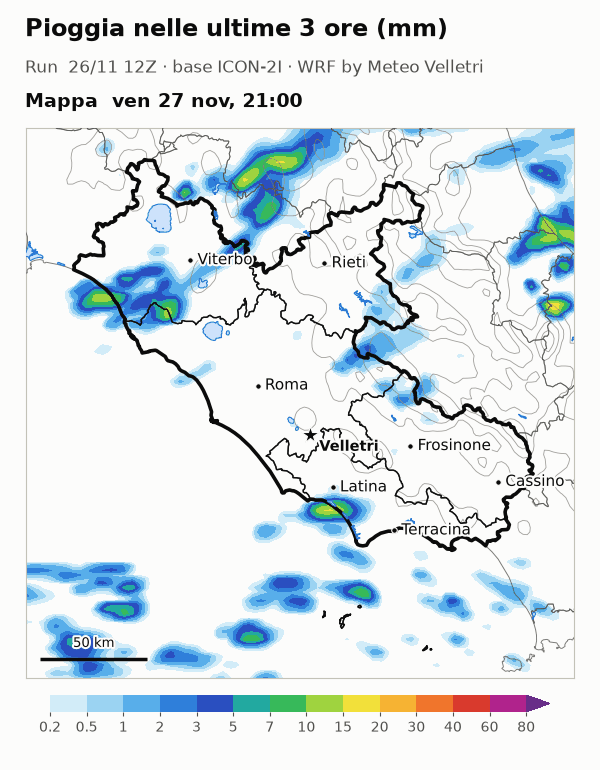 Pioggia nelle ultime 3 ore (mm)
Run  26/11 12Z · base ICON-2I · WRF by Meteo Velletri
Mappa  ven 27 nov, 21:00
Viterbo
Rieti
Roma
Velletri
Frosinone
Latina
Cassino
Terracina
50 km
0.2 0.5 1 2 3 5 7 10 15 20 30 40 60 80